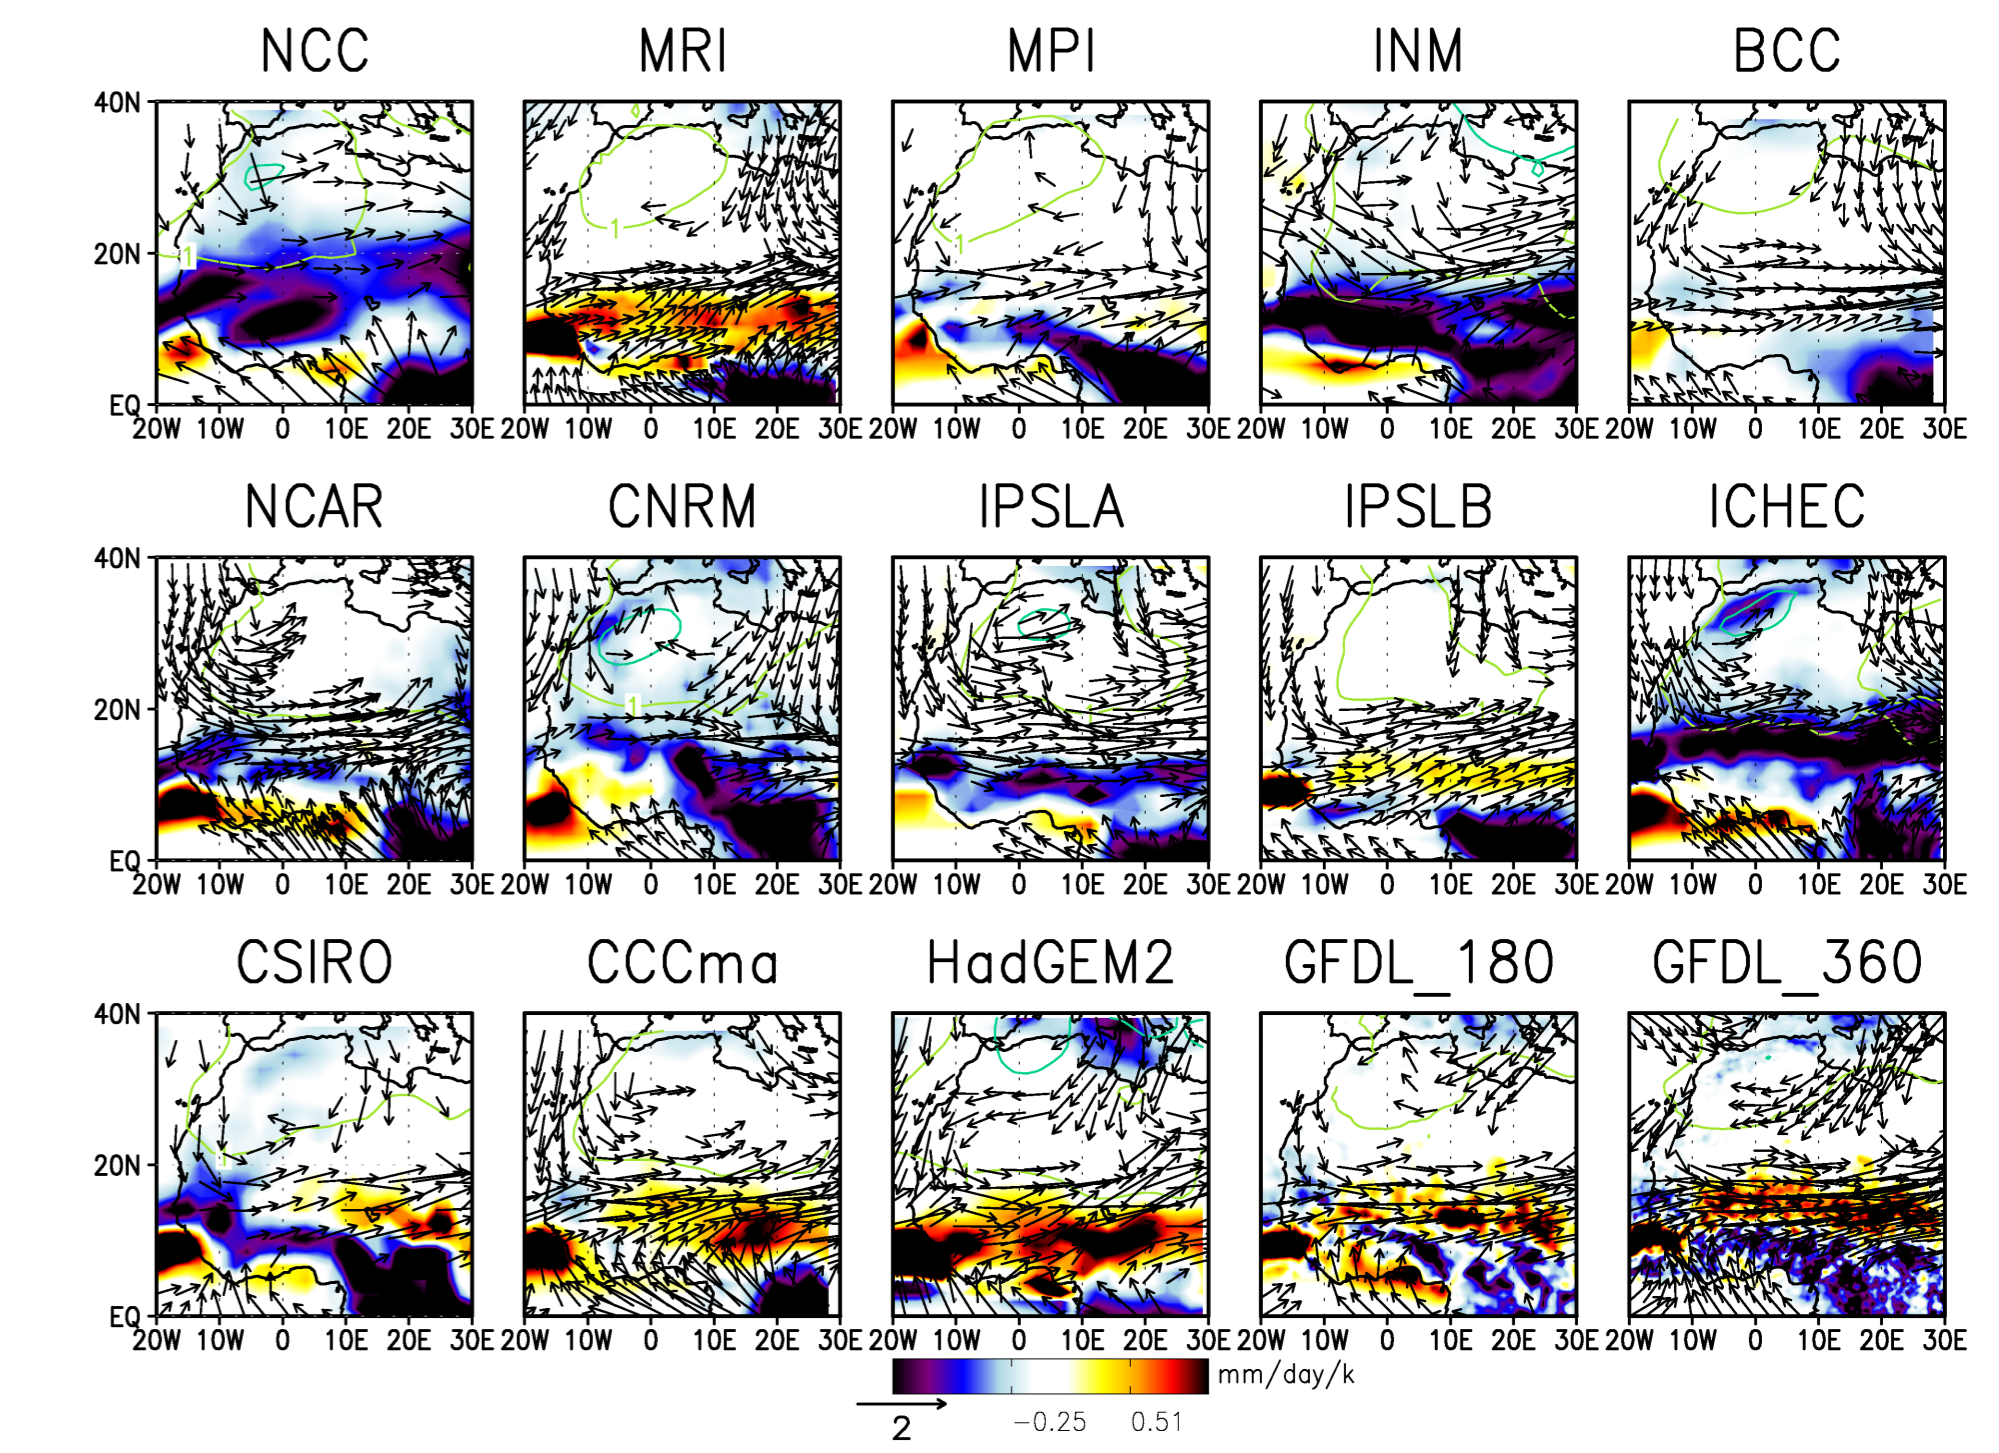 NCC MRI MPI INM BCC
40N
20N
1 1 1
EQ
20W 10W 0 10E 20E 30E 20W 10W 0 10E 20E 30E 20W 10W 0 10E 20E 30E 20W 10W 0 10E 20E 30E 20W 10W 0 10E 20E 30E
NCAR CNRM IPSLA IPSLB ICHEC
40N
20N
1
EQ
20W 10W 0 10E 20E 30E 20W 10W 0 10E 20E 30E 20W 10W 0 10E 20E 30E 20W 10W 0 10E 20E 30E 20W 10W 0 10E 20E 30E
CSIRO CCCma HadGEM2 GFDL_180 GFDL_360
40N
20N
EQ
20W 10W 0 10E 20E 30E 20W 10W 0 10E 20E 30E 20W 10W 0 10E 20E 30E 20W 10W 0 10E 20E 30E 20W 10W 0 10E 20E 30E
mm/day/k
2 −0.25 0.51